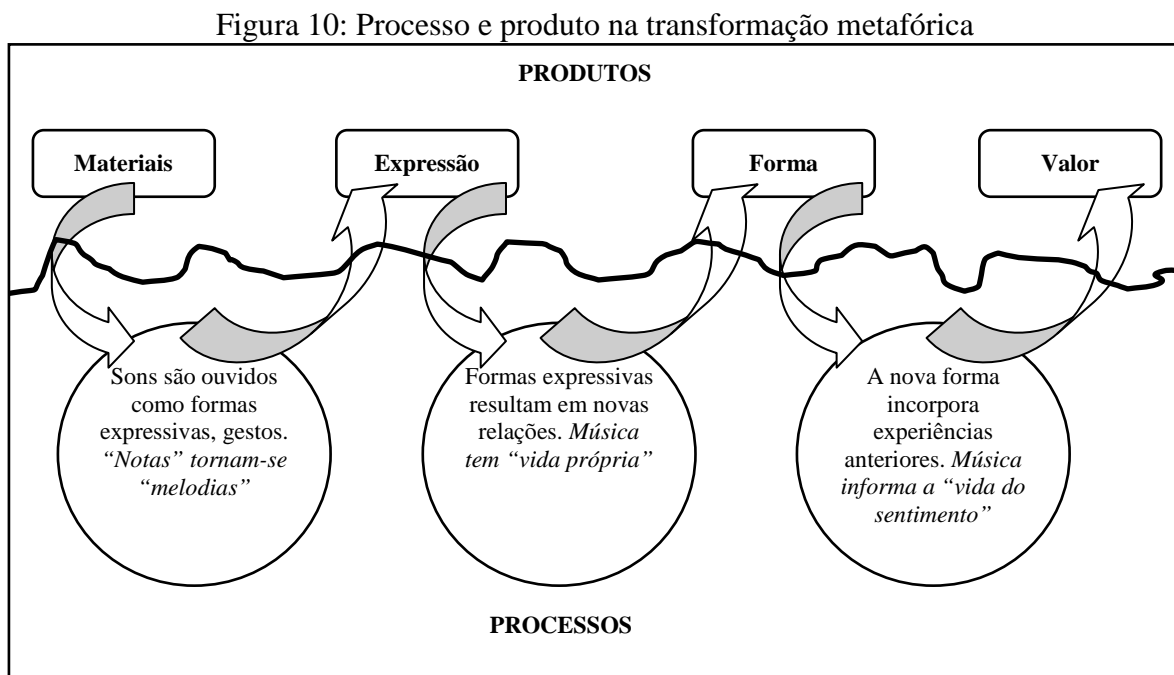 Figura 10: Processo e produto na transformação metafórica
PRODUTOS
Materiais
Expressão
Forma
Valor
Sons são ouvidos
como formas
expressivas, gestos.
“Notas” tornam-se
“melodias”
Formas expressivas
resultam em novas
relações. Música
tem “vida própria”
A nova forma
incorpora
experiências
anteriores. Música
informa a “vida do
sentimento”
PROCESSOS